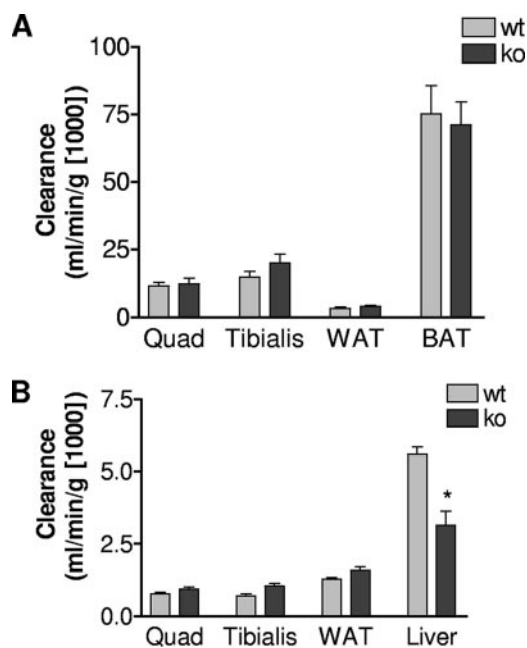 A
wt
ko
Clearance
(ml/min/g [1000])
100
75
50
25
0
Quad Tibialis WAT BAT
B
wt
ko
Clearance
(ml/min/g [1000])
7.5
5.0
2.5
0.0
*
Quad Tibialis WAT Liver